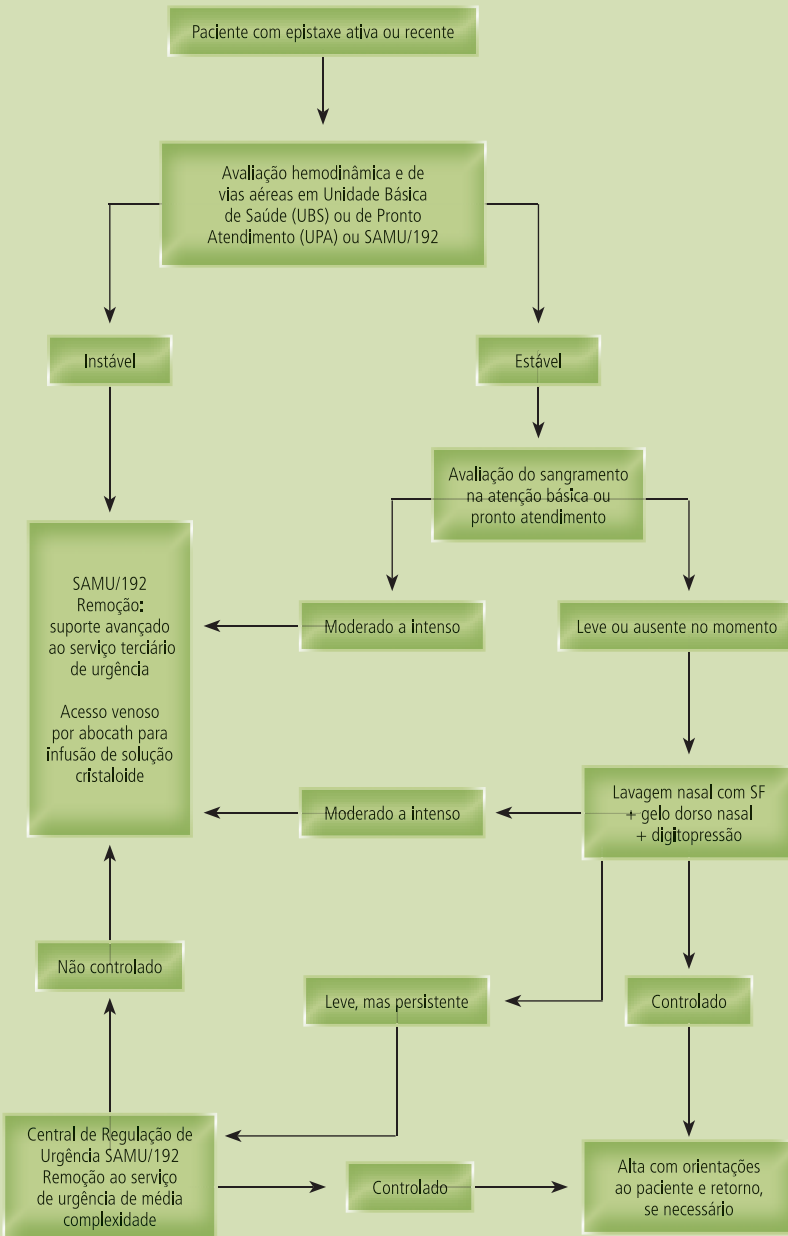 Paciente com epistaxe ativa ou recente
Avaliação hemodinâmica e de
vias aéreas em Unidade Básica
de Saúde (UBS) ou de Pronto
Atendimento (UPA) ou SAMU/192
Instável
Estável
Avaliação do sangramento
na atenção básica ou
pronto atendimento
SAMU/192
Remoção:
suporte avançado
ao serviço terciário
de urgência
Acesso venoso
por abocath para
infusão de solução
cristaloide
Moderado a intenso
Leve ou ausente no momento
Moderado a intenso
Lavagem nasal com SF
+ gelo dorso nasal
+ digitopressão
Não controlado
Leve, mas persistente
Controlado
Central de Regulação de
Urgência SAMU/192
Remoção ao serviço
de urgência de média
complexidade
Controlado
Alta com orientações
ao paciente e retorno,
se necessário